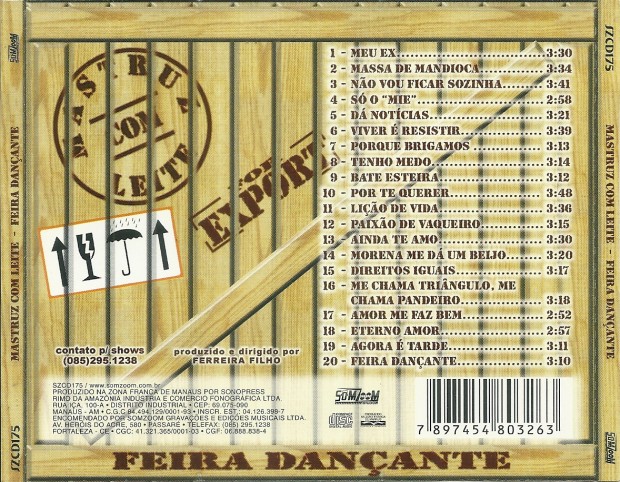 SZCD175
MASTRUZ COM LEITE - FEIRA DANÇANTE
SomZoom
MASTRUZ
COM
LEITE
FOR
EXPORT
1 - MEU EX 3:30
2 - MASSA DE MANDIOCA 3:34
3 - NÃO VOU FICAR SOZINHA 3:41
4 - SÓ O "MIE" 2:58
5 - DÁ NOTÍCIAS 3:21
6 - VIVER É RESISTIR 3:39
7 - PORQUE BRIGAMOS 3:13
8 - TENHO MEDO 3:14
9 - BATE ESTEIRA 3:12
10 - POR TE QUERER 3:48
11 - LIÇÃO DE VIDA 3:36
12 - PAIXÃO DE VAQUEIRO 3:15
13 - AINDA TE AMO 3:30
14 - MORENA ME DÁ UM BEIJO 3:20
15 - DIREITOS IGUAIS 3:17
16 - ME CHAMA TRIÂNGULO, ME
CHAMA PANDEIRO 3:18
17 - AMOR ME FAZ BEM 2:52
18 - ETERNO AMOR 2:57
19 - AGORA É TARDE 3:11
20 - FEIRA DANÇANTE 3:10
contato p/ shows
(085)295.1238
produzido e dirigido por
FERREIRA FILHO
SZCD175 / www.somzoom.com.br
PRODUZIDO NA ZONA FRANCA DE MANAUS POR SONOPRESS
RIMO DA AMAZÔNIA INDÚSTRIA E COMÉRCIO FONOGRÁFICA LTDA.
RUA IÇÁ, 100-A • DISTRITO INDUSTRIAL • CEP: 69.075-090
MANAUS - AM • C.G.C 84.494.129/0001-93 • INSCR. EST.: 04.126.399-7
ENCOMENDADO POR SOMZOOM GRAVAÇÕES E EDIÇÕES MUSICAIS LTDA.
AV. HERÓIS DO ACRE, 580 • PASSARÉ • TELEFAX: (085) 295.1238
FORTALEZA - CE • CGC: 41.321.365/0001-03 • CGF: 06.888.838-4
SomZoom
COMPACT
disc
DIGITAL AUDIO
7897454803263
FEIRA DANÇANTE
SZCD175
MASTRUZ COM LEITE - FEIRA DANÇANTE
SomZoom